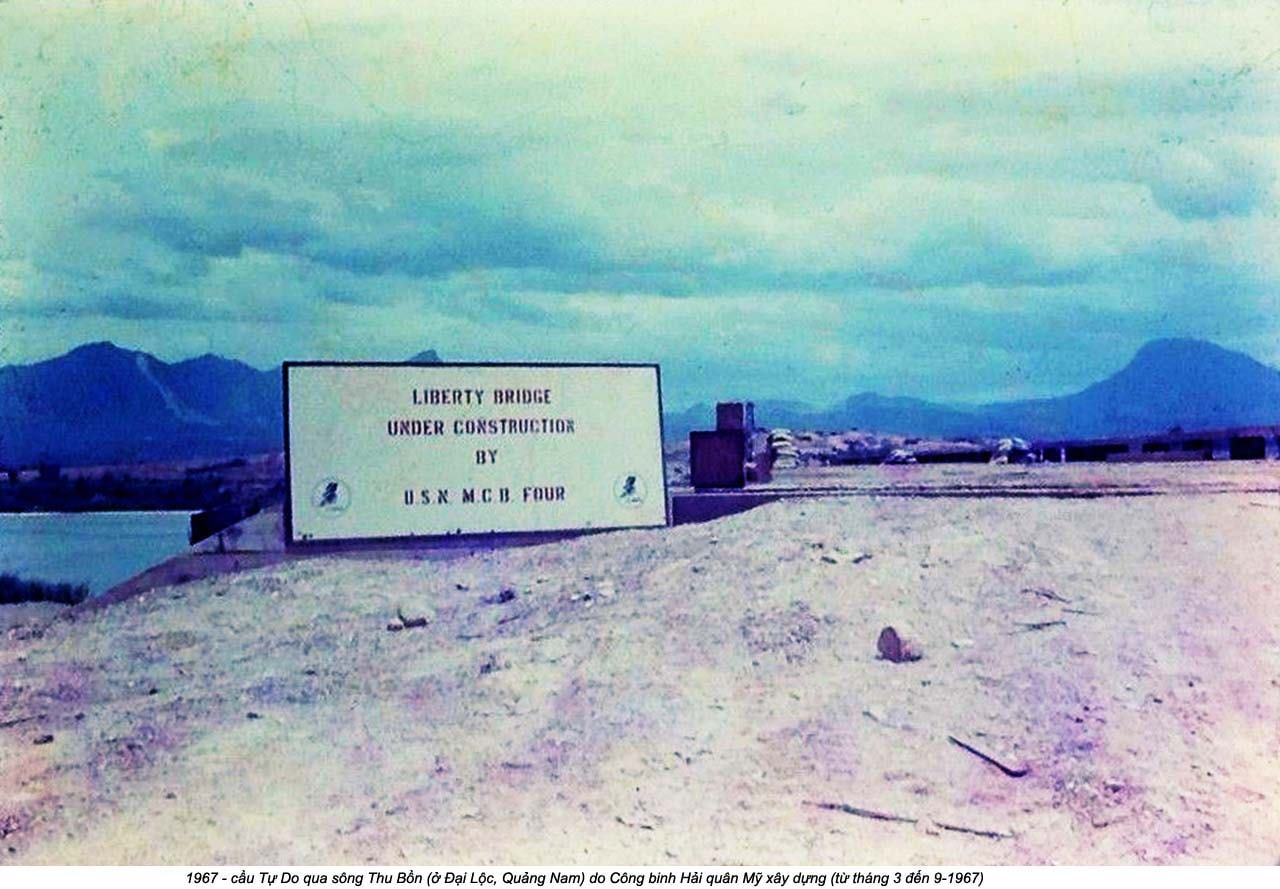 LIBERTY BRIDGE
UNDER CONSTRUCTION
BY
U.S.N. M.C.B. FOUR
1967 - cầu Tự Do qua sông Thu Bồn (ở Đại Lộc, Quảng Nam) do Công binh Hải quân Mỹ xây dựng (từ tháng 3 đến 9-1967)